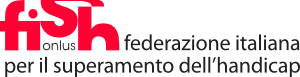 fish
onlus federazione italiana
per il superamento dell'handicap